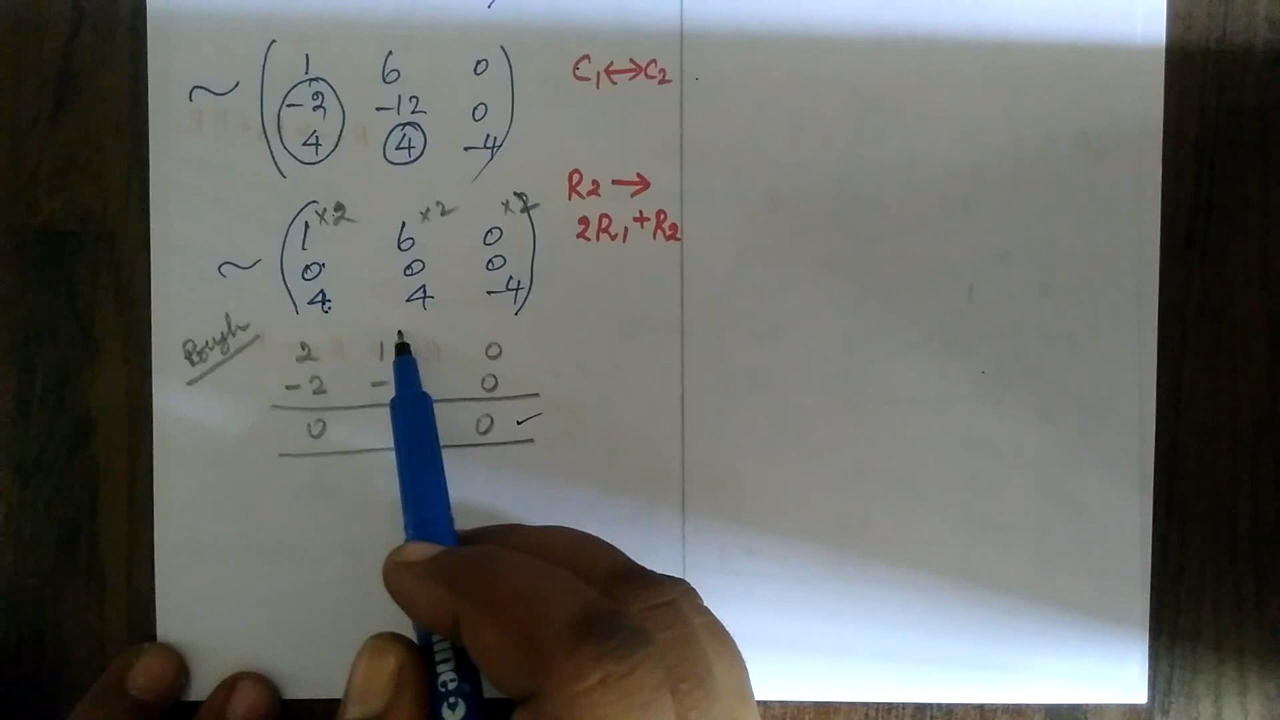 1 6 0
~ -2 -12 0 C₁↔C₂
4 4 -4
R₂ →
×2 ×2 ×2
1 6 0 2R₁+R₂
~ 0 0 0
4 4 -4
Rough
2 1 0
-2 - 0
0 0 ✓